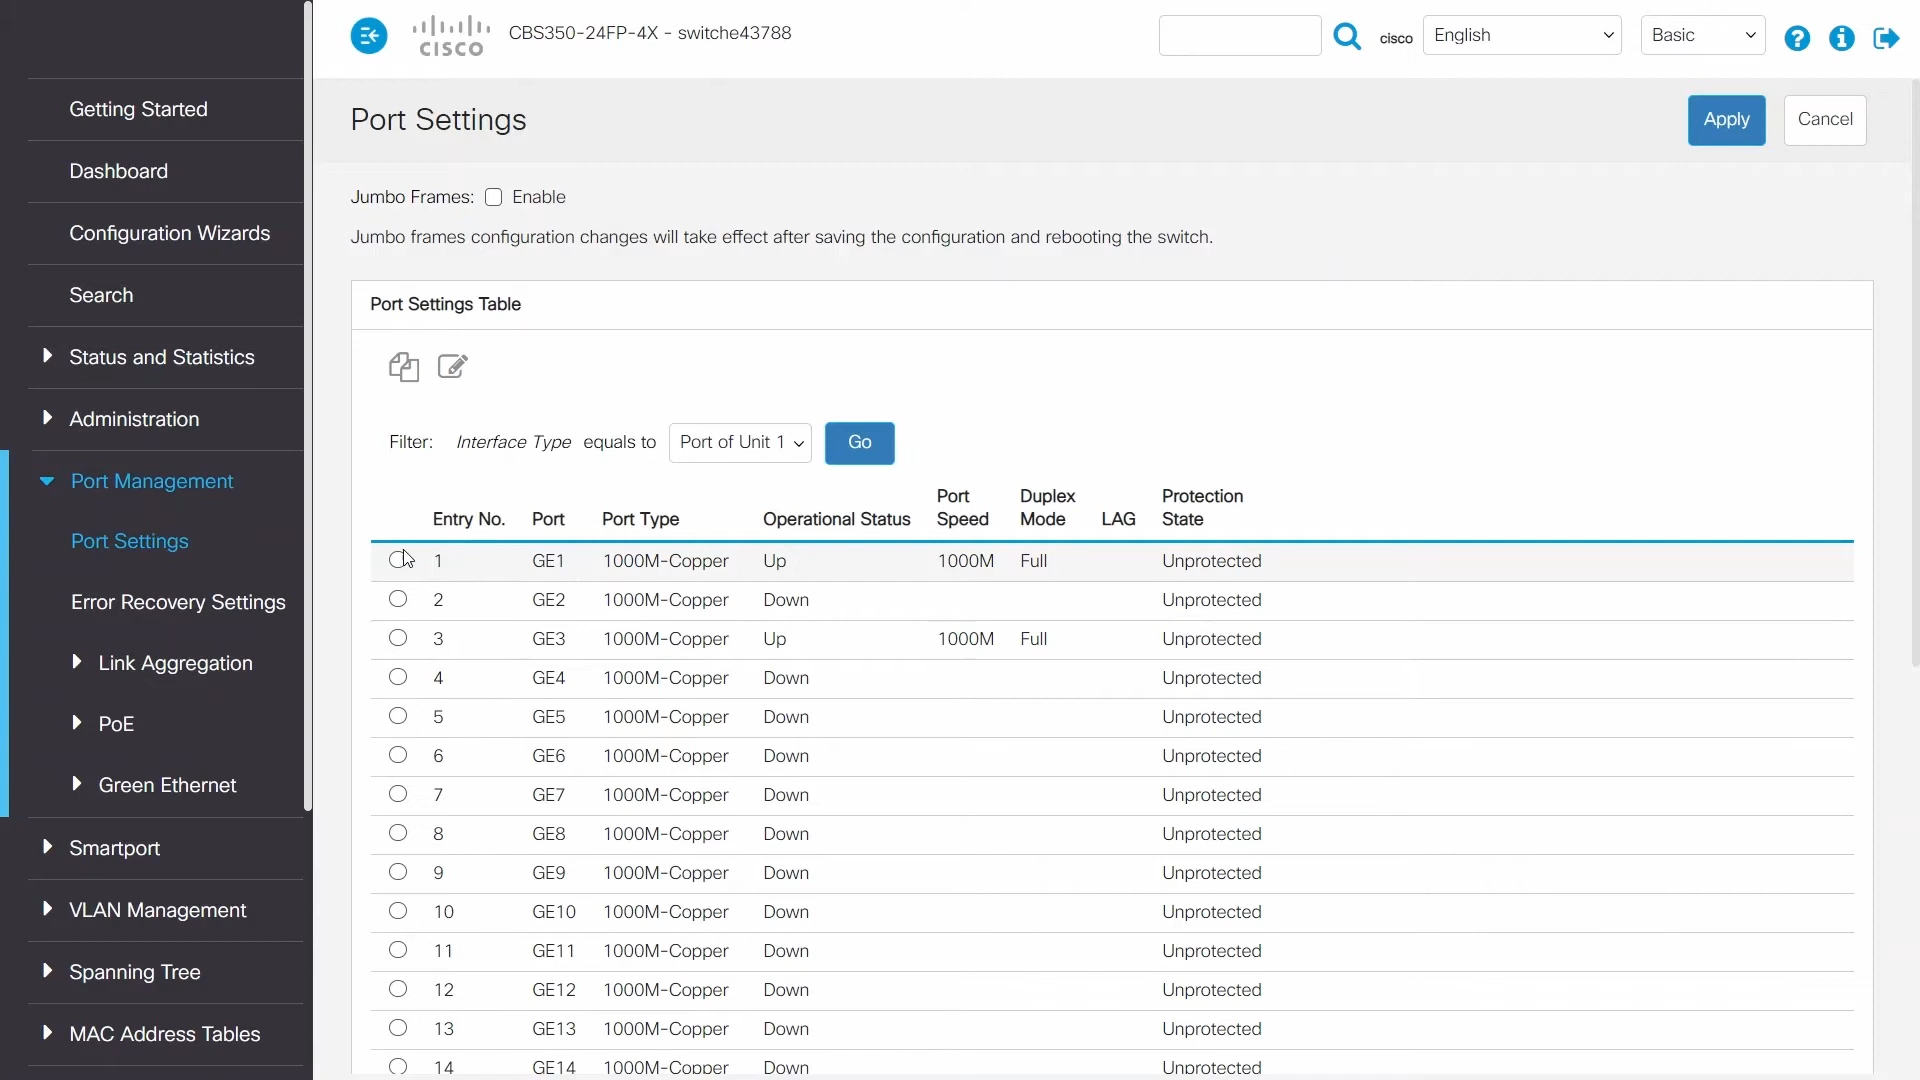 CISCO
CBS350-24FP-4X - switche43788
cisco
English
Basic
Getting Started
Dashboard
Configuration Wizards
Search
Status and Statistics
Administration
Port Management
Port Settings
Error Recovery Settings
Link Aggregation
PoE
Green Ethernet
Smartport
VLAN Management
Spanning Tree
MAC Address Tables
Port Settings
Apply
Cancel
Jumbo Frames: Enable
Jumbo frames configuration changes will take effect after saving the configuration and rebooting the switch.
Port Settings Table
Filter: Interface Type equals to Port of Unit 1 Go
Entry No. Port Port Type Operational Status Port Speed Duplex Mode LAG Protection State
1 GE1 1000M-Copper Up 1000M Full Unprotected
2 GE2 1000M-Copper Down Unprotected
3 GE3 1000M-Copper Up 1000M Full Unprotected
4 GE4 1000M-Copper Down Unprotected
5 GE5 1000M-Copper Down Unprotected
6 GE6 1000M-Copper Down Unprotected
7 GE7 1000M-Copper Down Unprotected
8 GE8 1000M-Copper Down Unprotected
9 GE9 1000M-Copper Down Unprotected
10 GE10 1000M-Copper Down Unprotected
11 GE11 1000M-Copper Down Unprotected
12 GE12 1000M-Copper Down Unprotected
13 GE13 1000M-Copper Down Unprotected
14 GE14 1000M-Copper Down Unprotected